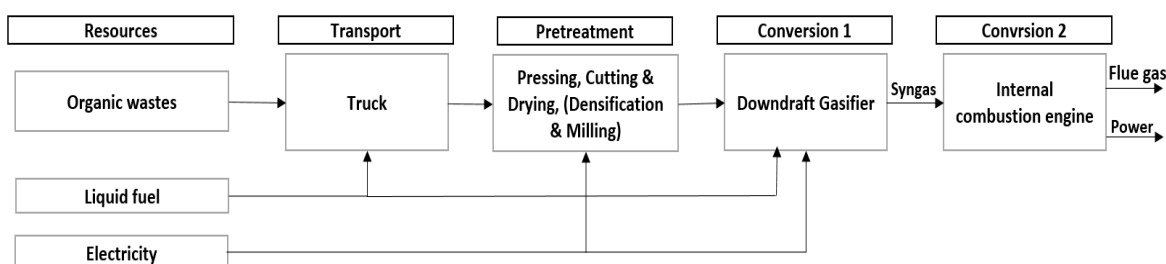 Resources
Transport
Pretreatment
Conversion 1
Convrsion 2
Organic wastes
Truck
Pressing, Cutting &
Drying, (Densification
& Milling)
Downdraft Gasifier
Syngas
Internal
combustion engine
Flue gas
Power
Liquid fuel
Electricity